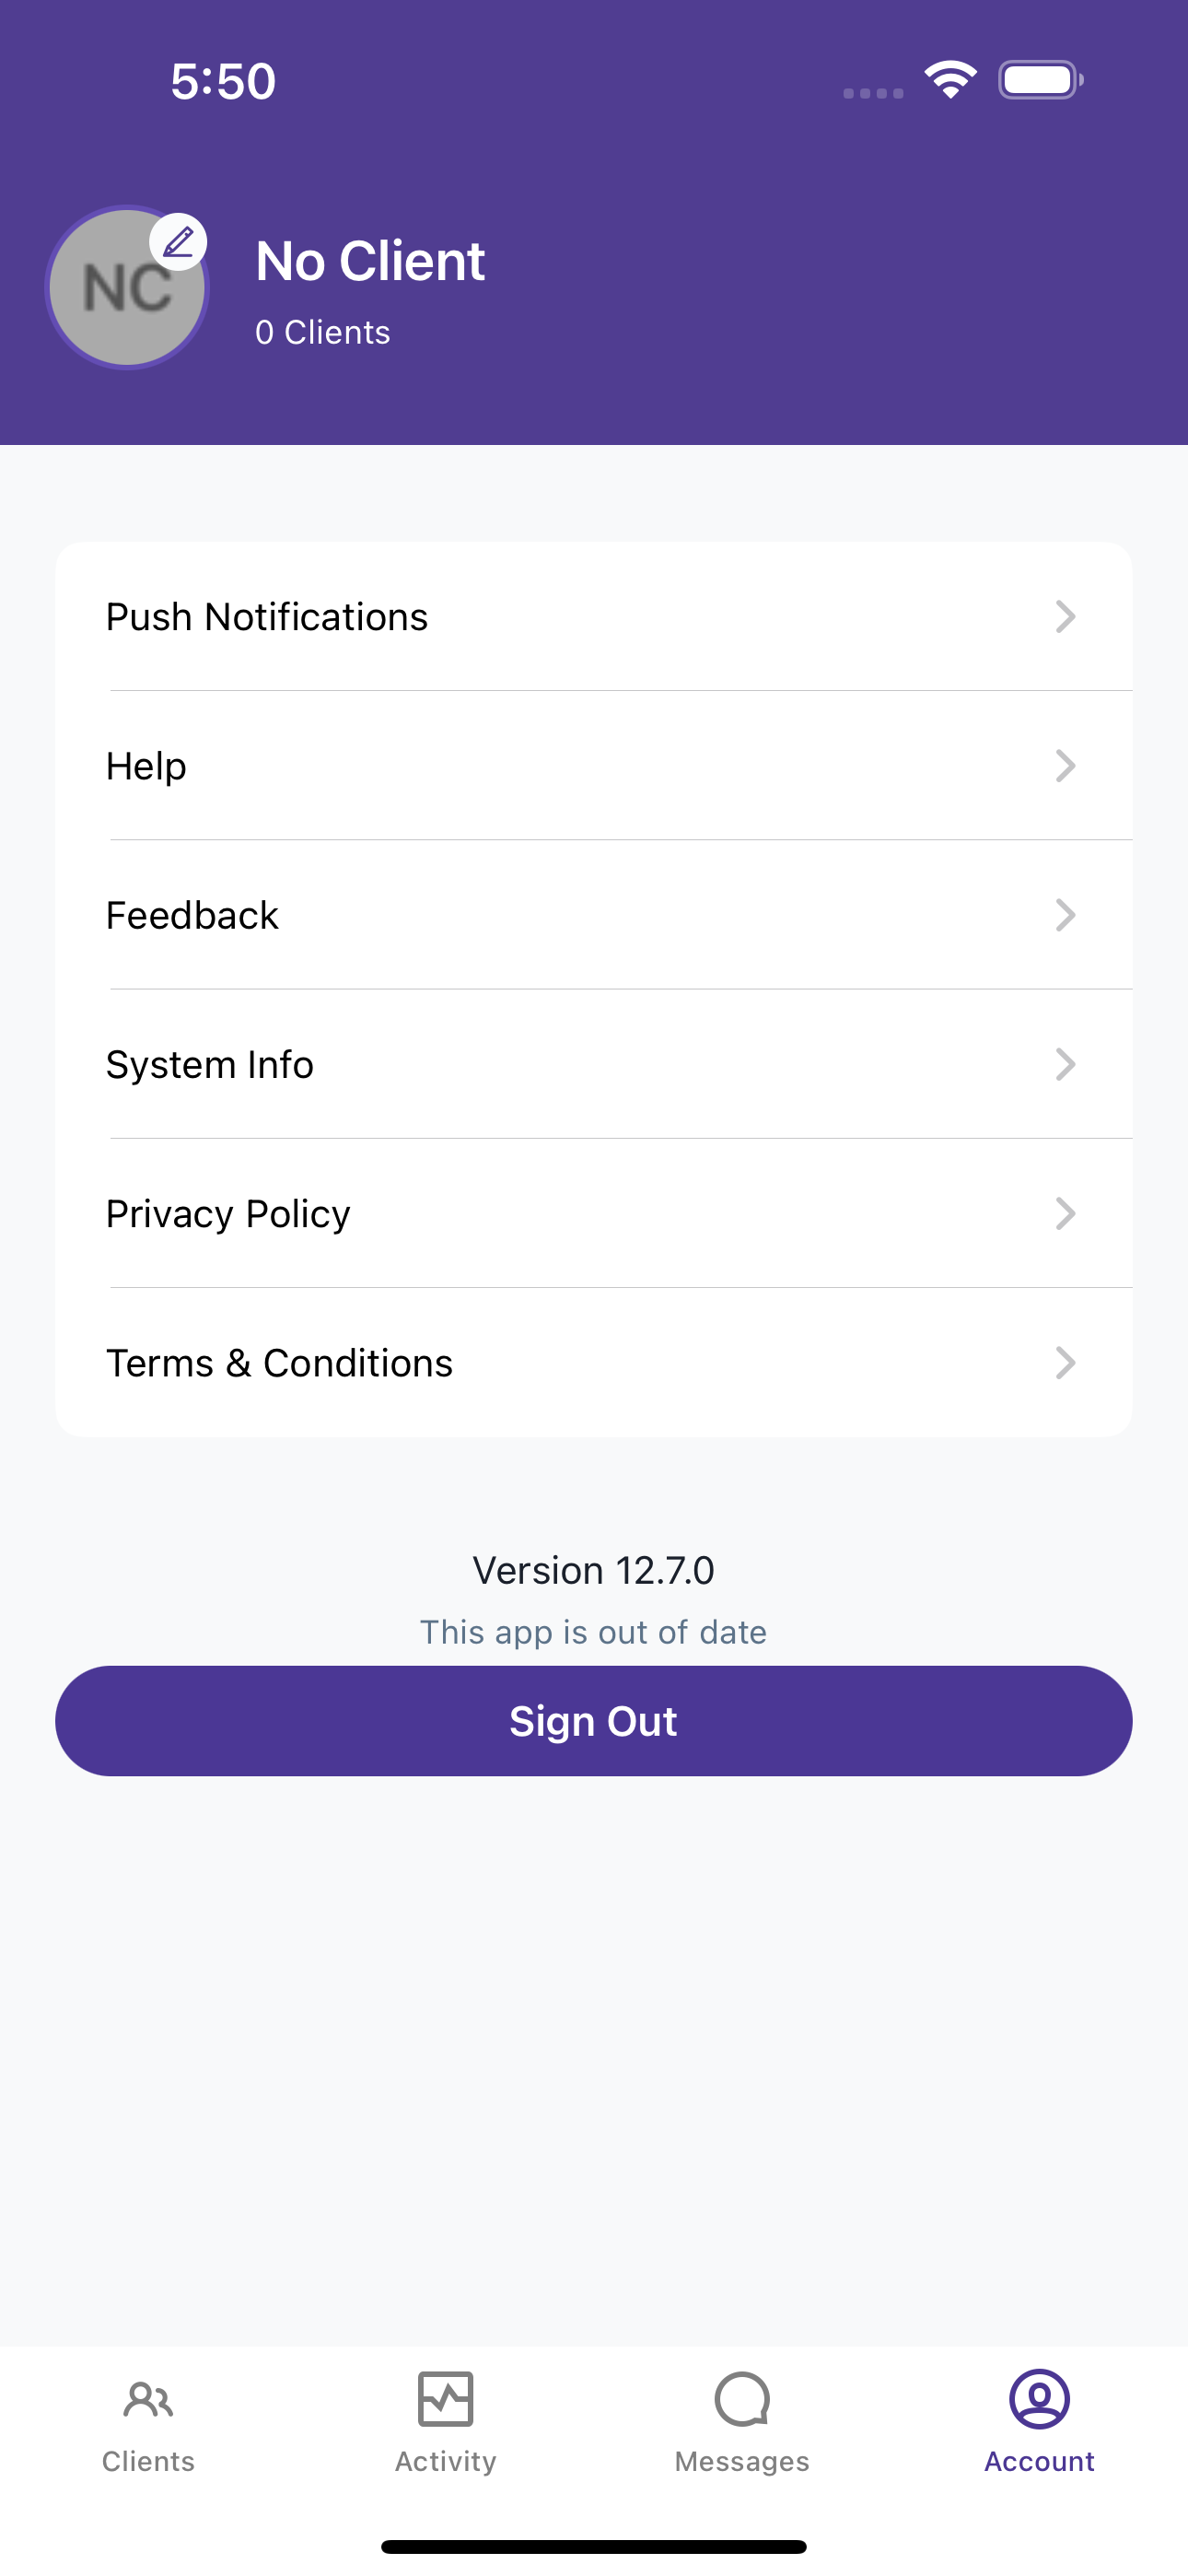 5:50
NC
No Client
0 Clients
Push Notifications
Help
Feedback
System Info
Privacy Policy
Terms & Conditions
Version 12.7.0
This app is out of date
Sign Out
Clients
Activity
Messages
Account